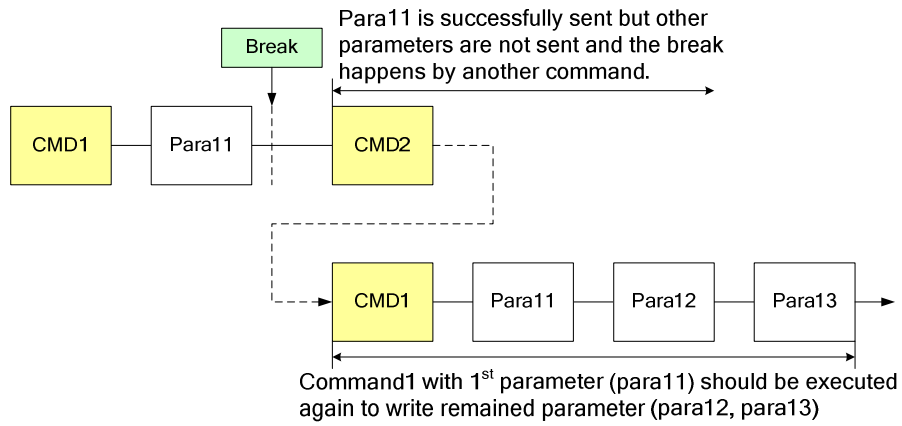 Para11 is successfully sent but other
parameters are not sent and the break
happens by another command.
Break
CMD1
Para11
CMD2
CMD1
Para11
Para12
Para13
Command1 with 1st parameter (para11) should be executed
again to write remained parameter (para12, para13)